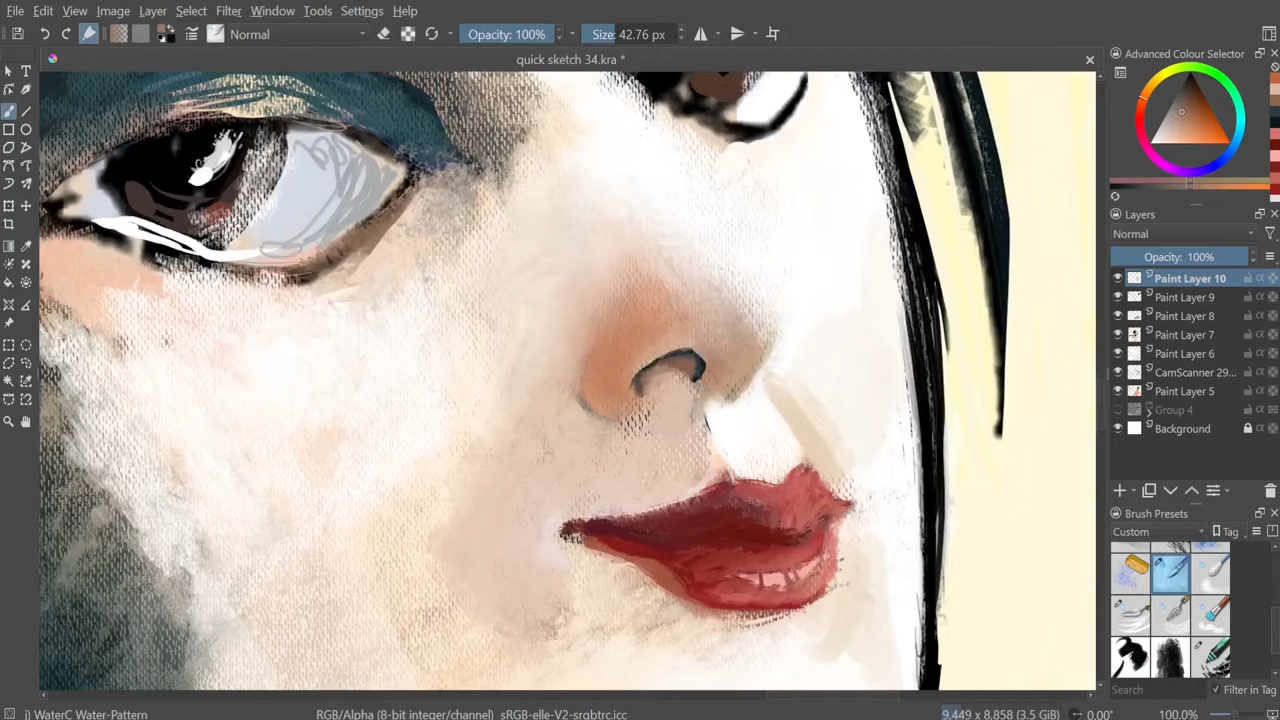 File Edit View Image Layer Select Filter Window Tools Settings Help
Normal Opacity: 100% Size: 42.76 px
quick sketch 34.kra *
Advanced Colour Selector
Layers
Normal
Opacity: 100%
Paint Layer 10
Paint Layer 9
Paint Layer 8
Paint Layer 7
Paint Layer 6
CamScanner 29...
Paint Layer 5
Group 4
Background
Brush Presets
Custom Tag
Search Filter in Tag
j) WaterC Water-Pattern RGB/Alpha (8-bit integer/channel) sRGB-elle-V2-srgbtrc.icc 9,449 x 8,858 (3.5 GiB) 0.00° 100.0%